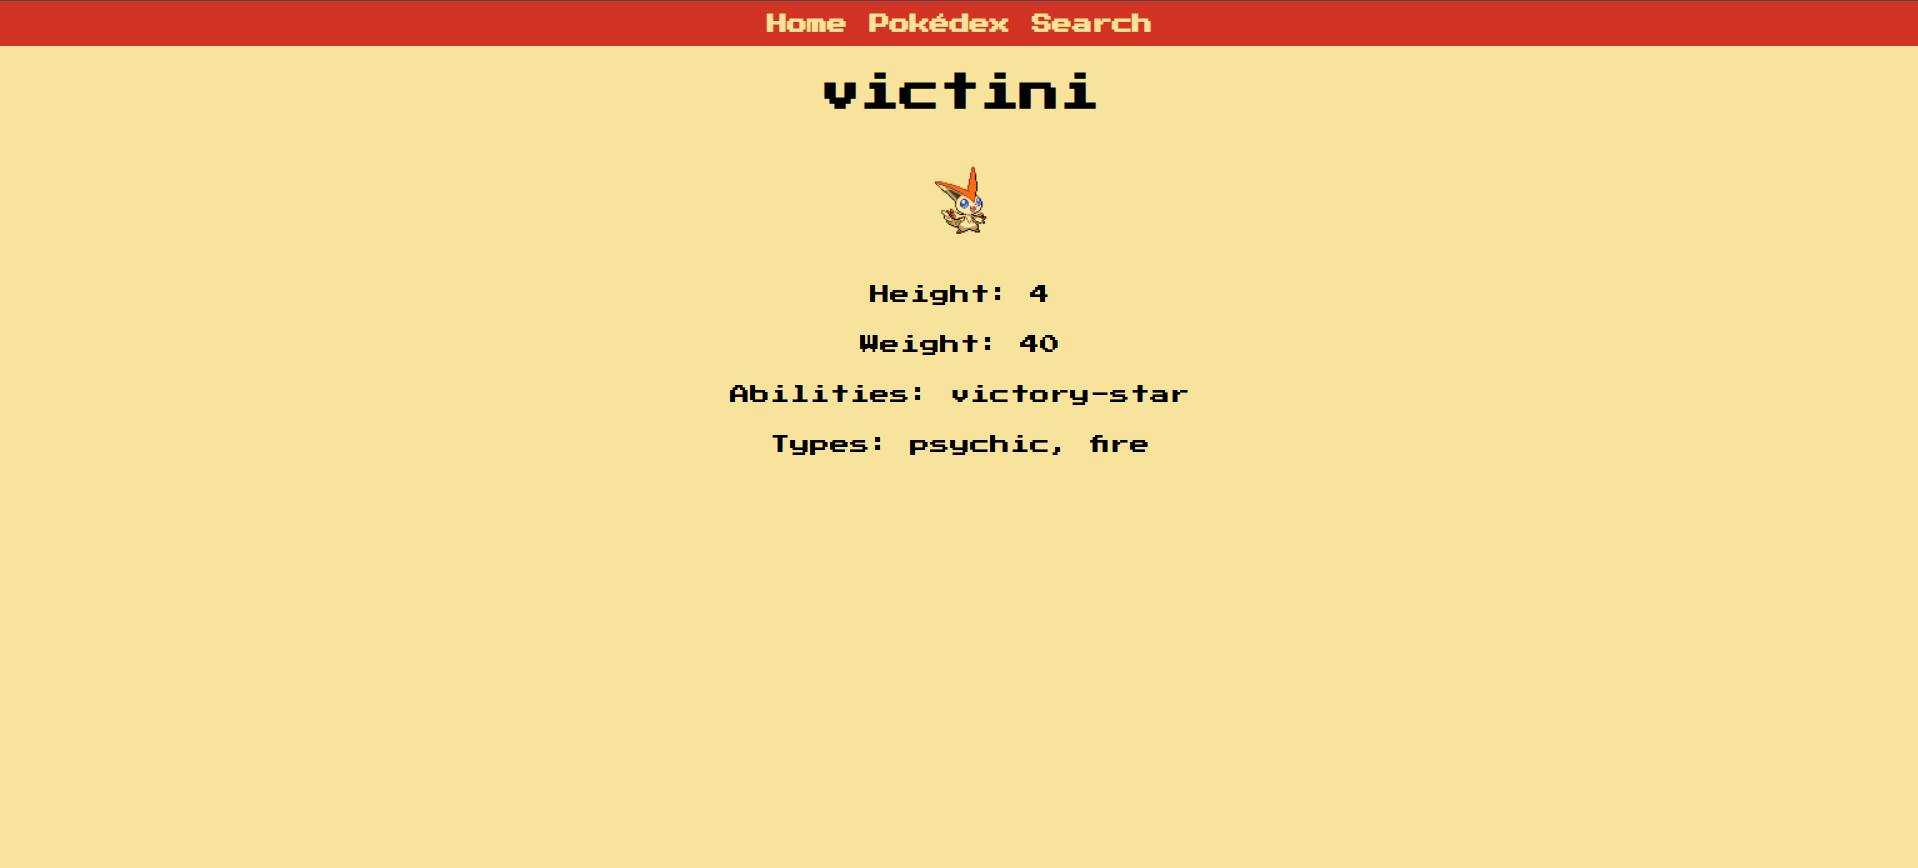 Home Pokédex Search
victini
Height: 4
Weight: 40
Abilities: victory-star
Types: psychic, fire